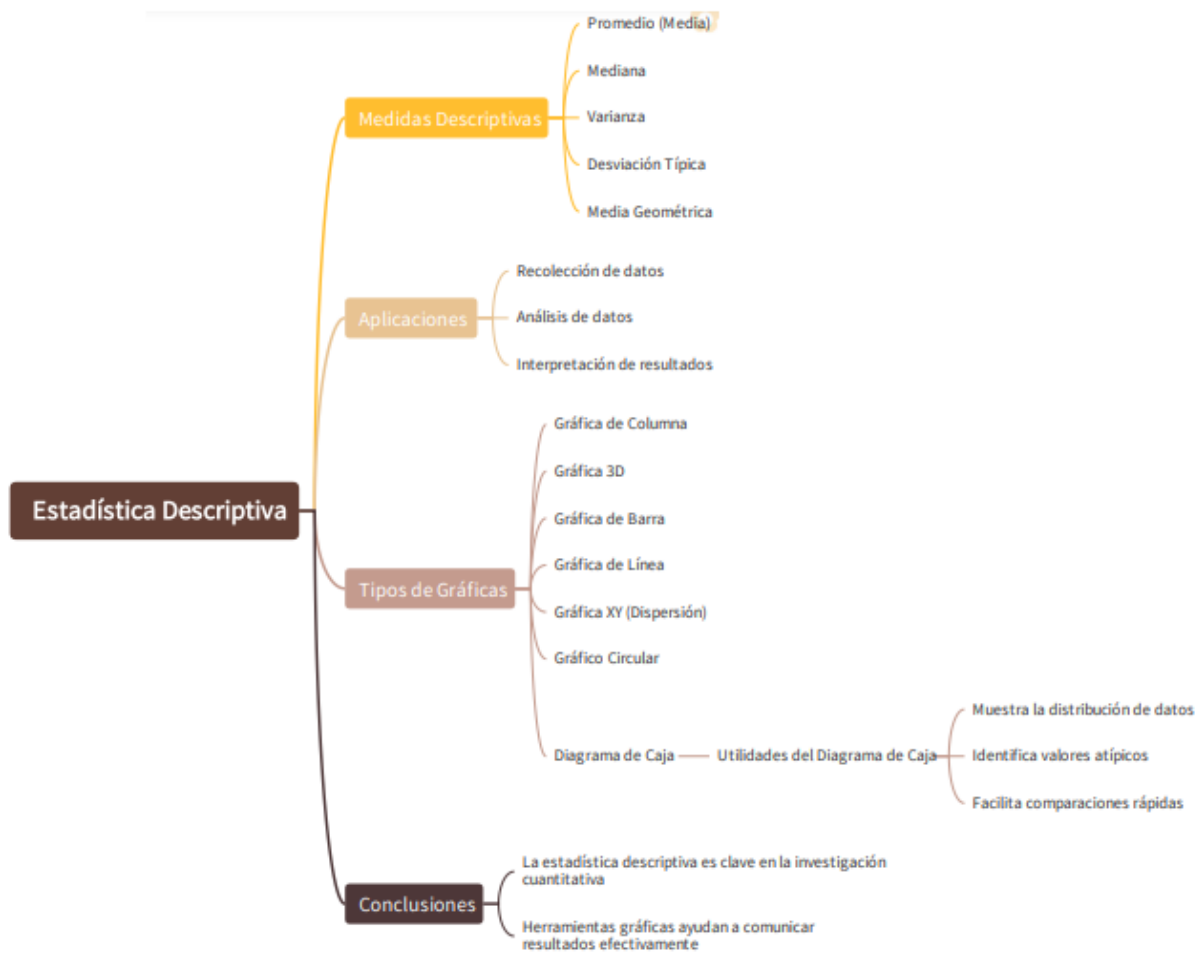 Estadística Descriptiva
Medidas Descriptivas
Promedio (Media)
Mediana
Varianza
Desviación Típica
Media Geométrica
Aplicaciones
Recolección de datos
Análisis de datos
Interpretación de resultados
Tipos de Gráficas
Gráfica de Columna
Gráfica 3D
Gráfica de Barra
Gráfica de Línea
Gráfica XY (Dispersión)
Gráfico Circular
Diagrama de Caja
Utilidades del Diagrama de Caja
Muestra la distribución de datos
Identifica valores atípicos
Facilita comparaciones rápidas
Conclusiones
La estadística descriptiva es clave en la investigación
cuantitativa
Herramientas gráficas ayudan a comunicar
resultados efectivamente